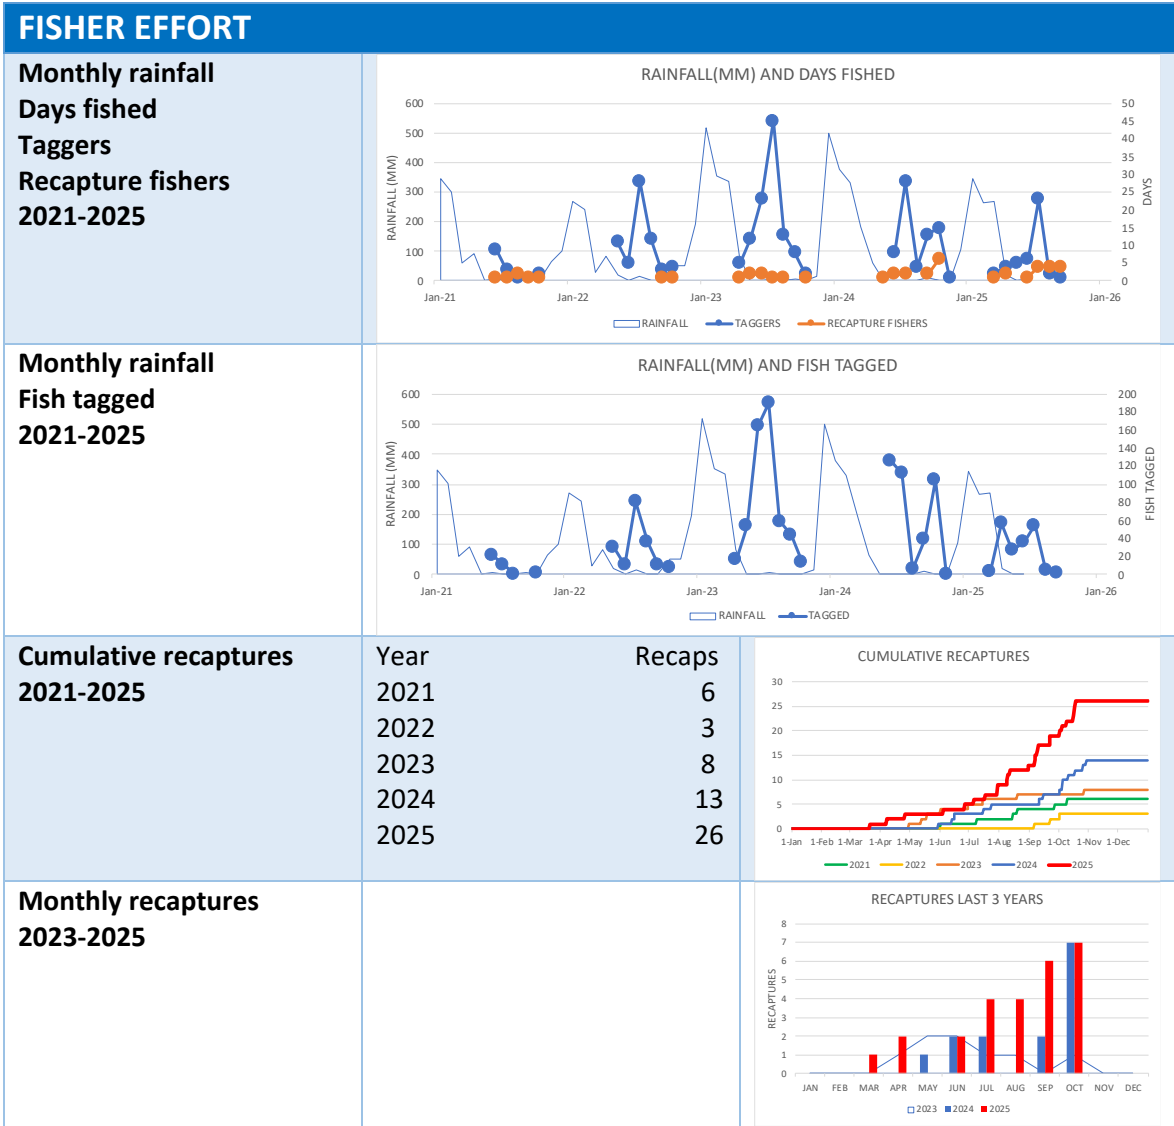 FISHER EFFORT
Monthly rainfall
Days fished
Taggers
Recapture fishers
2021-2025
RAINFALL(MM) AND DAYS FISHED
600
500
400
300
200
100
0
RAINFALL (MM)
50
45
40
35
30
25
20
15
10
5
0
DAYS
Jan-21 Jan-22 Jan-23 Jan-24 Jan-25 Jan-26
RAINFALL TAGGERS RECAPTURE FISHERS
Monthly rainfall
Fish tagged
2021-2025
RAINFALL(MM) AND FISH TAGGED
600
500
400
300
200
100
0
RAINFALL (MM)
200
180
160
140
120
100
80
60
40
20
0
FISH TAGGED
Jan-21 Jan-22 Jan-23 Jan-24 Jan-25 Jan-26
RAINFALL TAGGED
Cumulative recaptures
2021-2025
Year Recaps
2021 6
2022 3
2023 8
2024 13
2025 26
CUMULATIVE RECAPTURES
30
25
20
15
10
5
0
1-Jan 1-Feb 1-Mar 1-Apr 1-May 1-Jun 1-Jul 1-Aug 1-Sep 1-Oct 1-Nov 1-Dec
2021 2022 2023 2024 2025
Monthly recaptures
2023-2025
RECAPTURES LAST 3 YEARS
8
7
6
5
4
3
2
1
0
RECAPTURES
JAN FEB MAR APR MAY JUN JUL AUG SEP OCT NOV DEC
2023 2024 2025